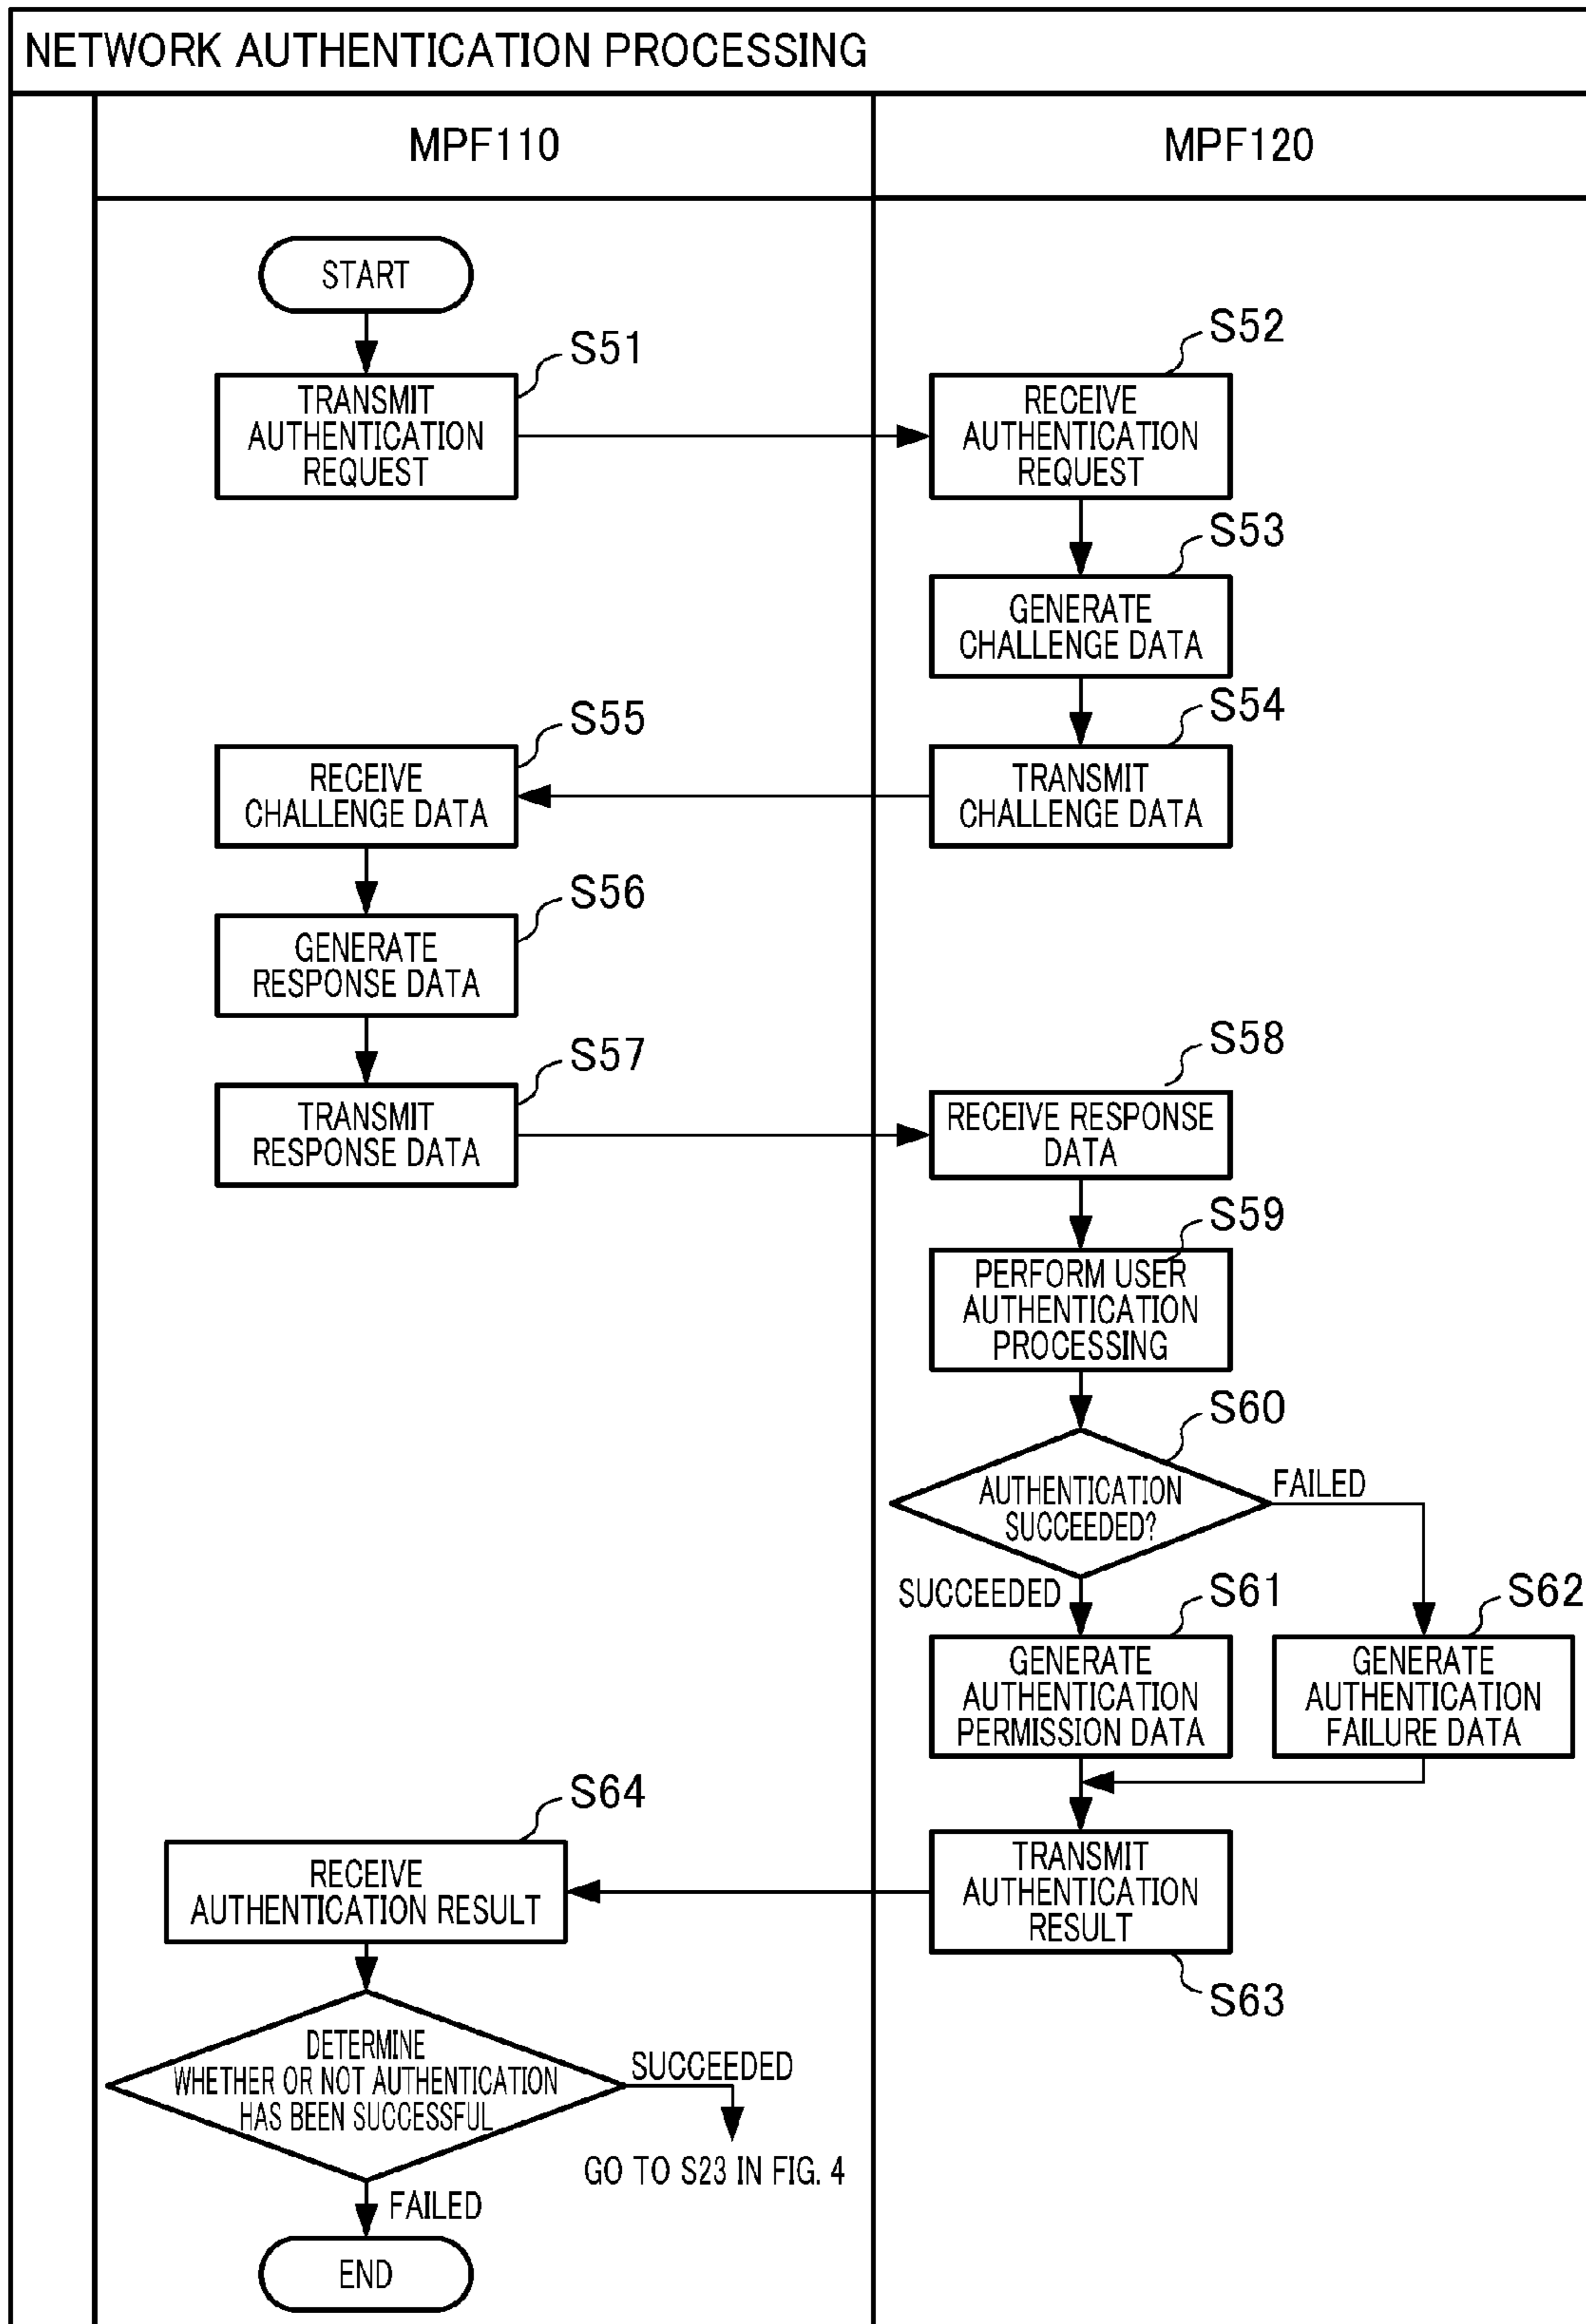 NETWORK AUTHENTICATION PROCESSING
MPF110
MPF120
START
S51
TRANSMIT
AUTHENTICATION
REQUEST
S52
RECEIVE
AUTHENTICATION
REQUEST
S53
GENERATE
CHALLENGE DATA
S54
TRANSMIT
CHALLENGE DATA
S55
RECEIVE
CHALLENGE DATA
S56
GENERATE
RESPONSE DATA
S57
TRANSMIT
RESPONSE DATA
S58
RECEIVE RESPONSE
DATA
S59
PERFORM USER
AUTHENTICATION
PROCESSING
S60
AUTHENTICATION
SUCCEEDED?
FAILED
SUCCEEDED
S61
GENERATE
AUTHENTICATION
PERMISSION DATA
S62
GENERATE
AUTHENTICATION
FAILURE DATA
TRANSMIT
AUTHENTICATION
RESULT
S63
S64
RECEIVE
AUTHENTICATION RESULT
DETERMINE
WHETHER OR NOT AUTHENTICATION
HAS BEEN SUCCESSFUL
SUCCEEDED
GO TO S23 IN FIG. 4
FAILED
END